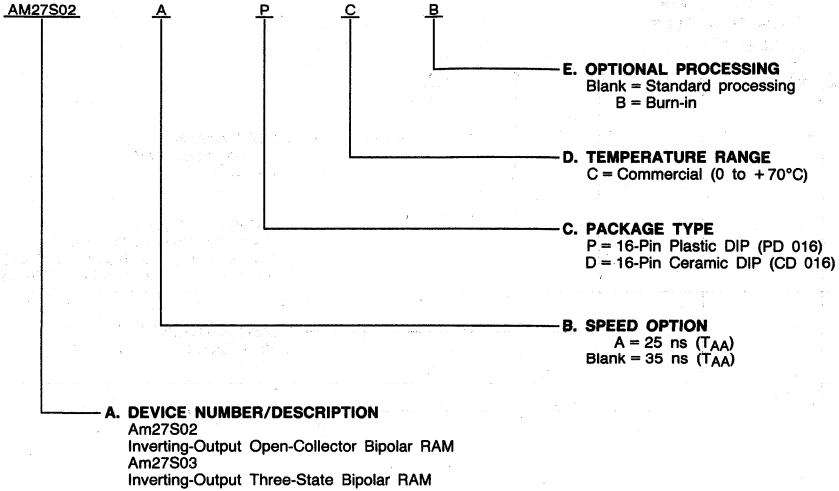 AM27S02 A P C B
E. OPTIONAL PROCESSING
Blank = Standard processing
B = Burn-in
D. TEMPERATURE RANGE
C = Commercial (0 to +70°C)
C. PACKAGE TYPE
P = 16-Pin Plastic DIP (PD 016)
D = 16-Pin Ceramic DIP (CD 016)
B. SPEED OPTION
A = 25 ns (TAA)
Blank = 35 ns (TAA)
A. DEVICE NUMBER/DESCRIPTION
Am27S02
Inverting-Output Open-Collector Bipolar RAM
Am27S03
Inverting-Output Three-State Bipolar RAM